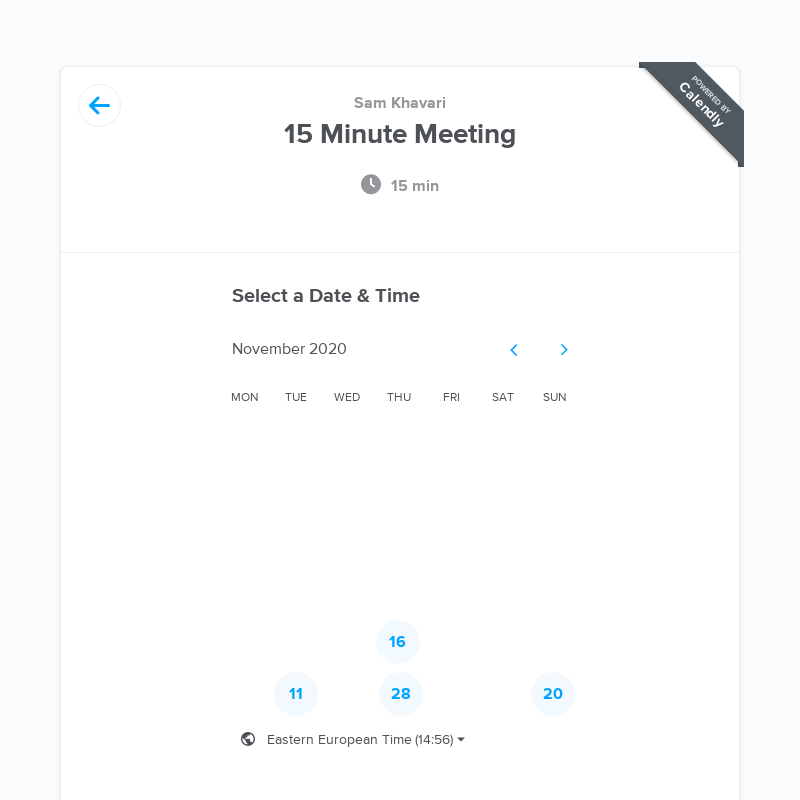 POWERED BY
Calendly
Sam Khavari
15 Minute Meeting
15 min
Select a Date & Time
November 2020
MON TUE WED THU FRI SAT SUN
16
11 28 20
Eastern European Time (14:56)